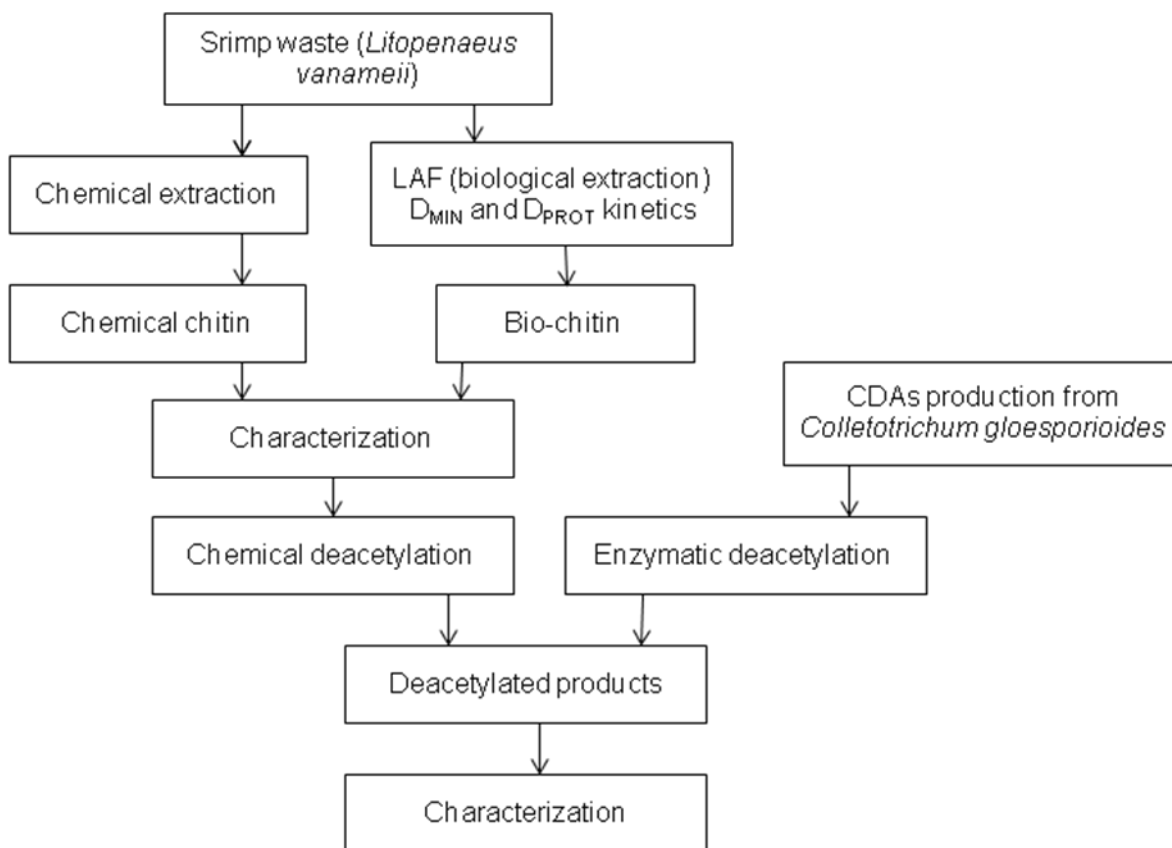 Srimp waste (Litopenaeus
vanameii)
Chemical extraction
LAF (biological extraction)
DMIN and DPROT kinetics
Chemical chitin
Bio-chitin
CDAs production from
Colletotrichum gloesporioides
Characterization
Chemical deacetylation
Enzymatic deacetylation
Deacetylated products
Characterization